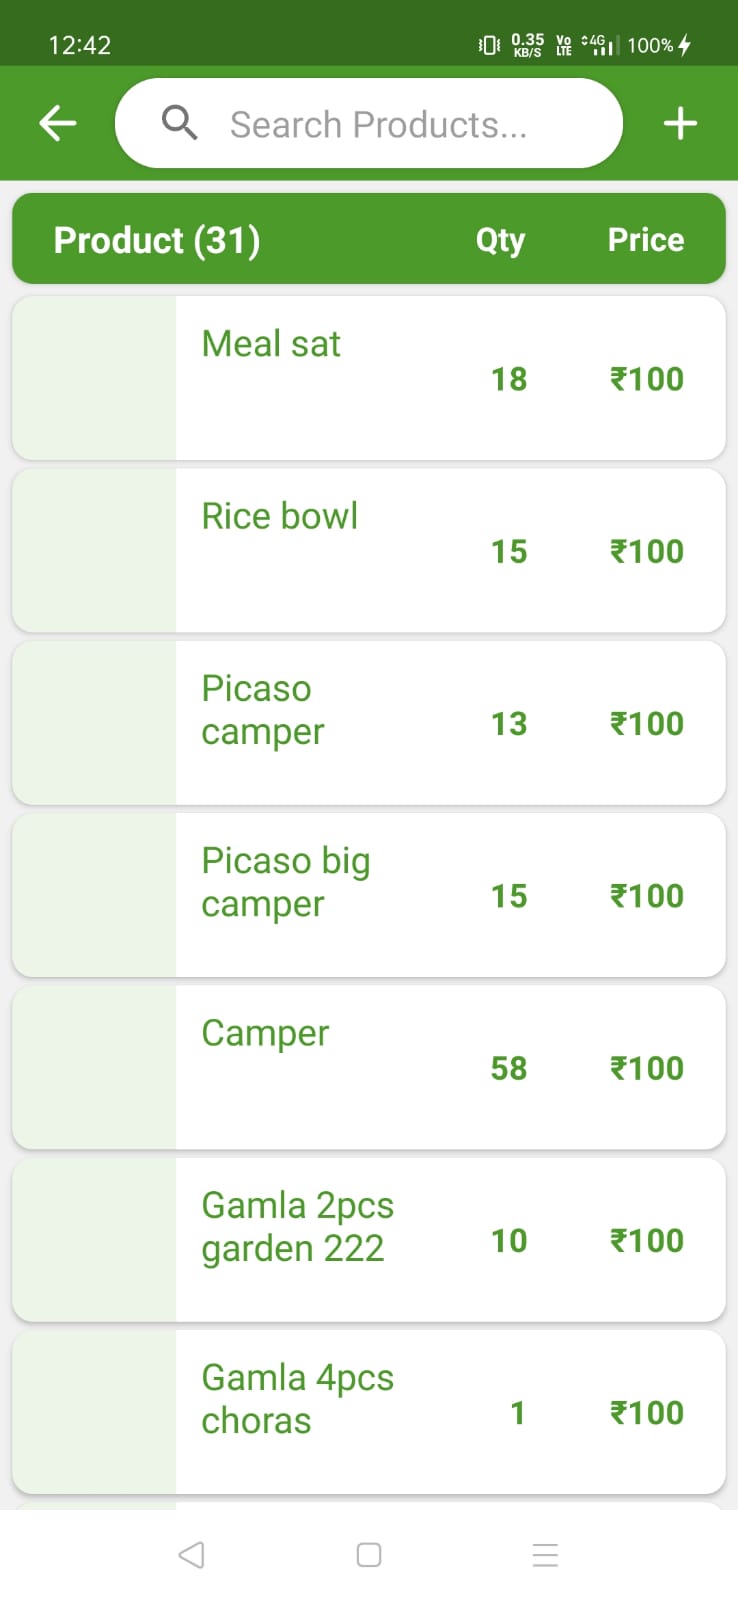 12:42
0.35 KB/S Vo LTE 4G 100%
Search Products...
Product (31) Qty Price
Meal sat
18 ₹100
Rice bowl
15 ₹100
Picaso
camper
13 ₹100
Picaso big
camper
15 ₹100
Camper
58 ₹100
Gamla 2pcs
garden 222
10 ₹100
Gamla 4pcs
choras
1 ₹100